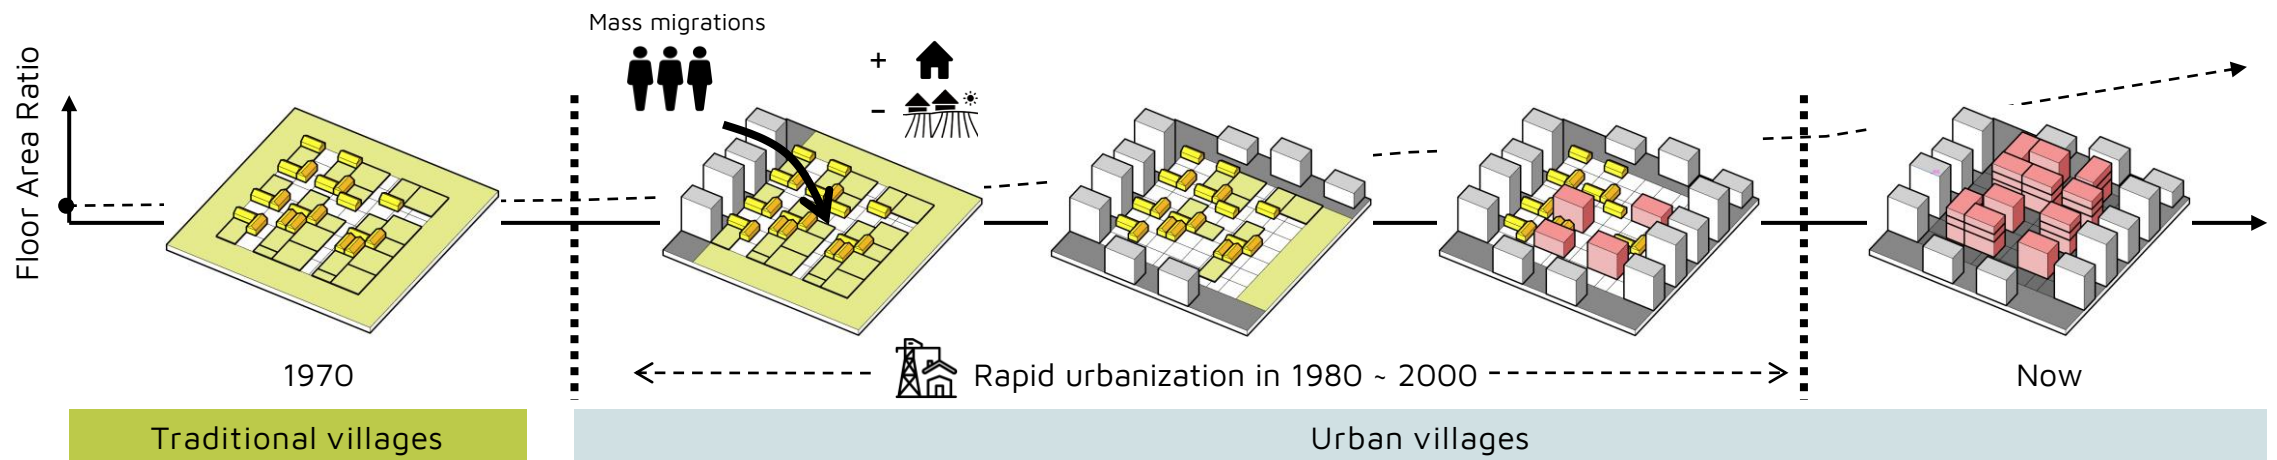 Mass migrations
+
-
Floor Area Ratio
1970
Rapid urbanization in 1980 ~ 2000
Now
Traditional villages
Urban villages